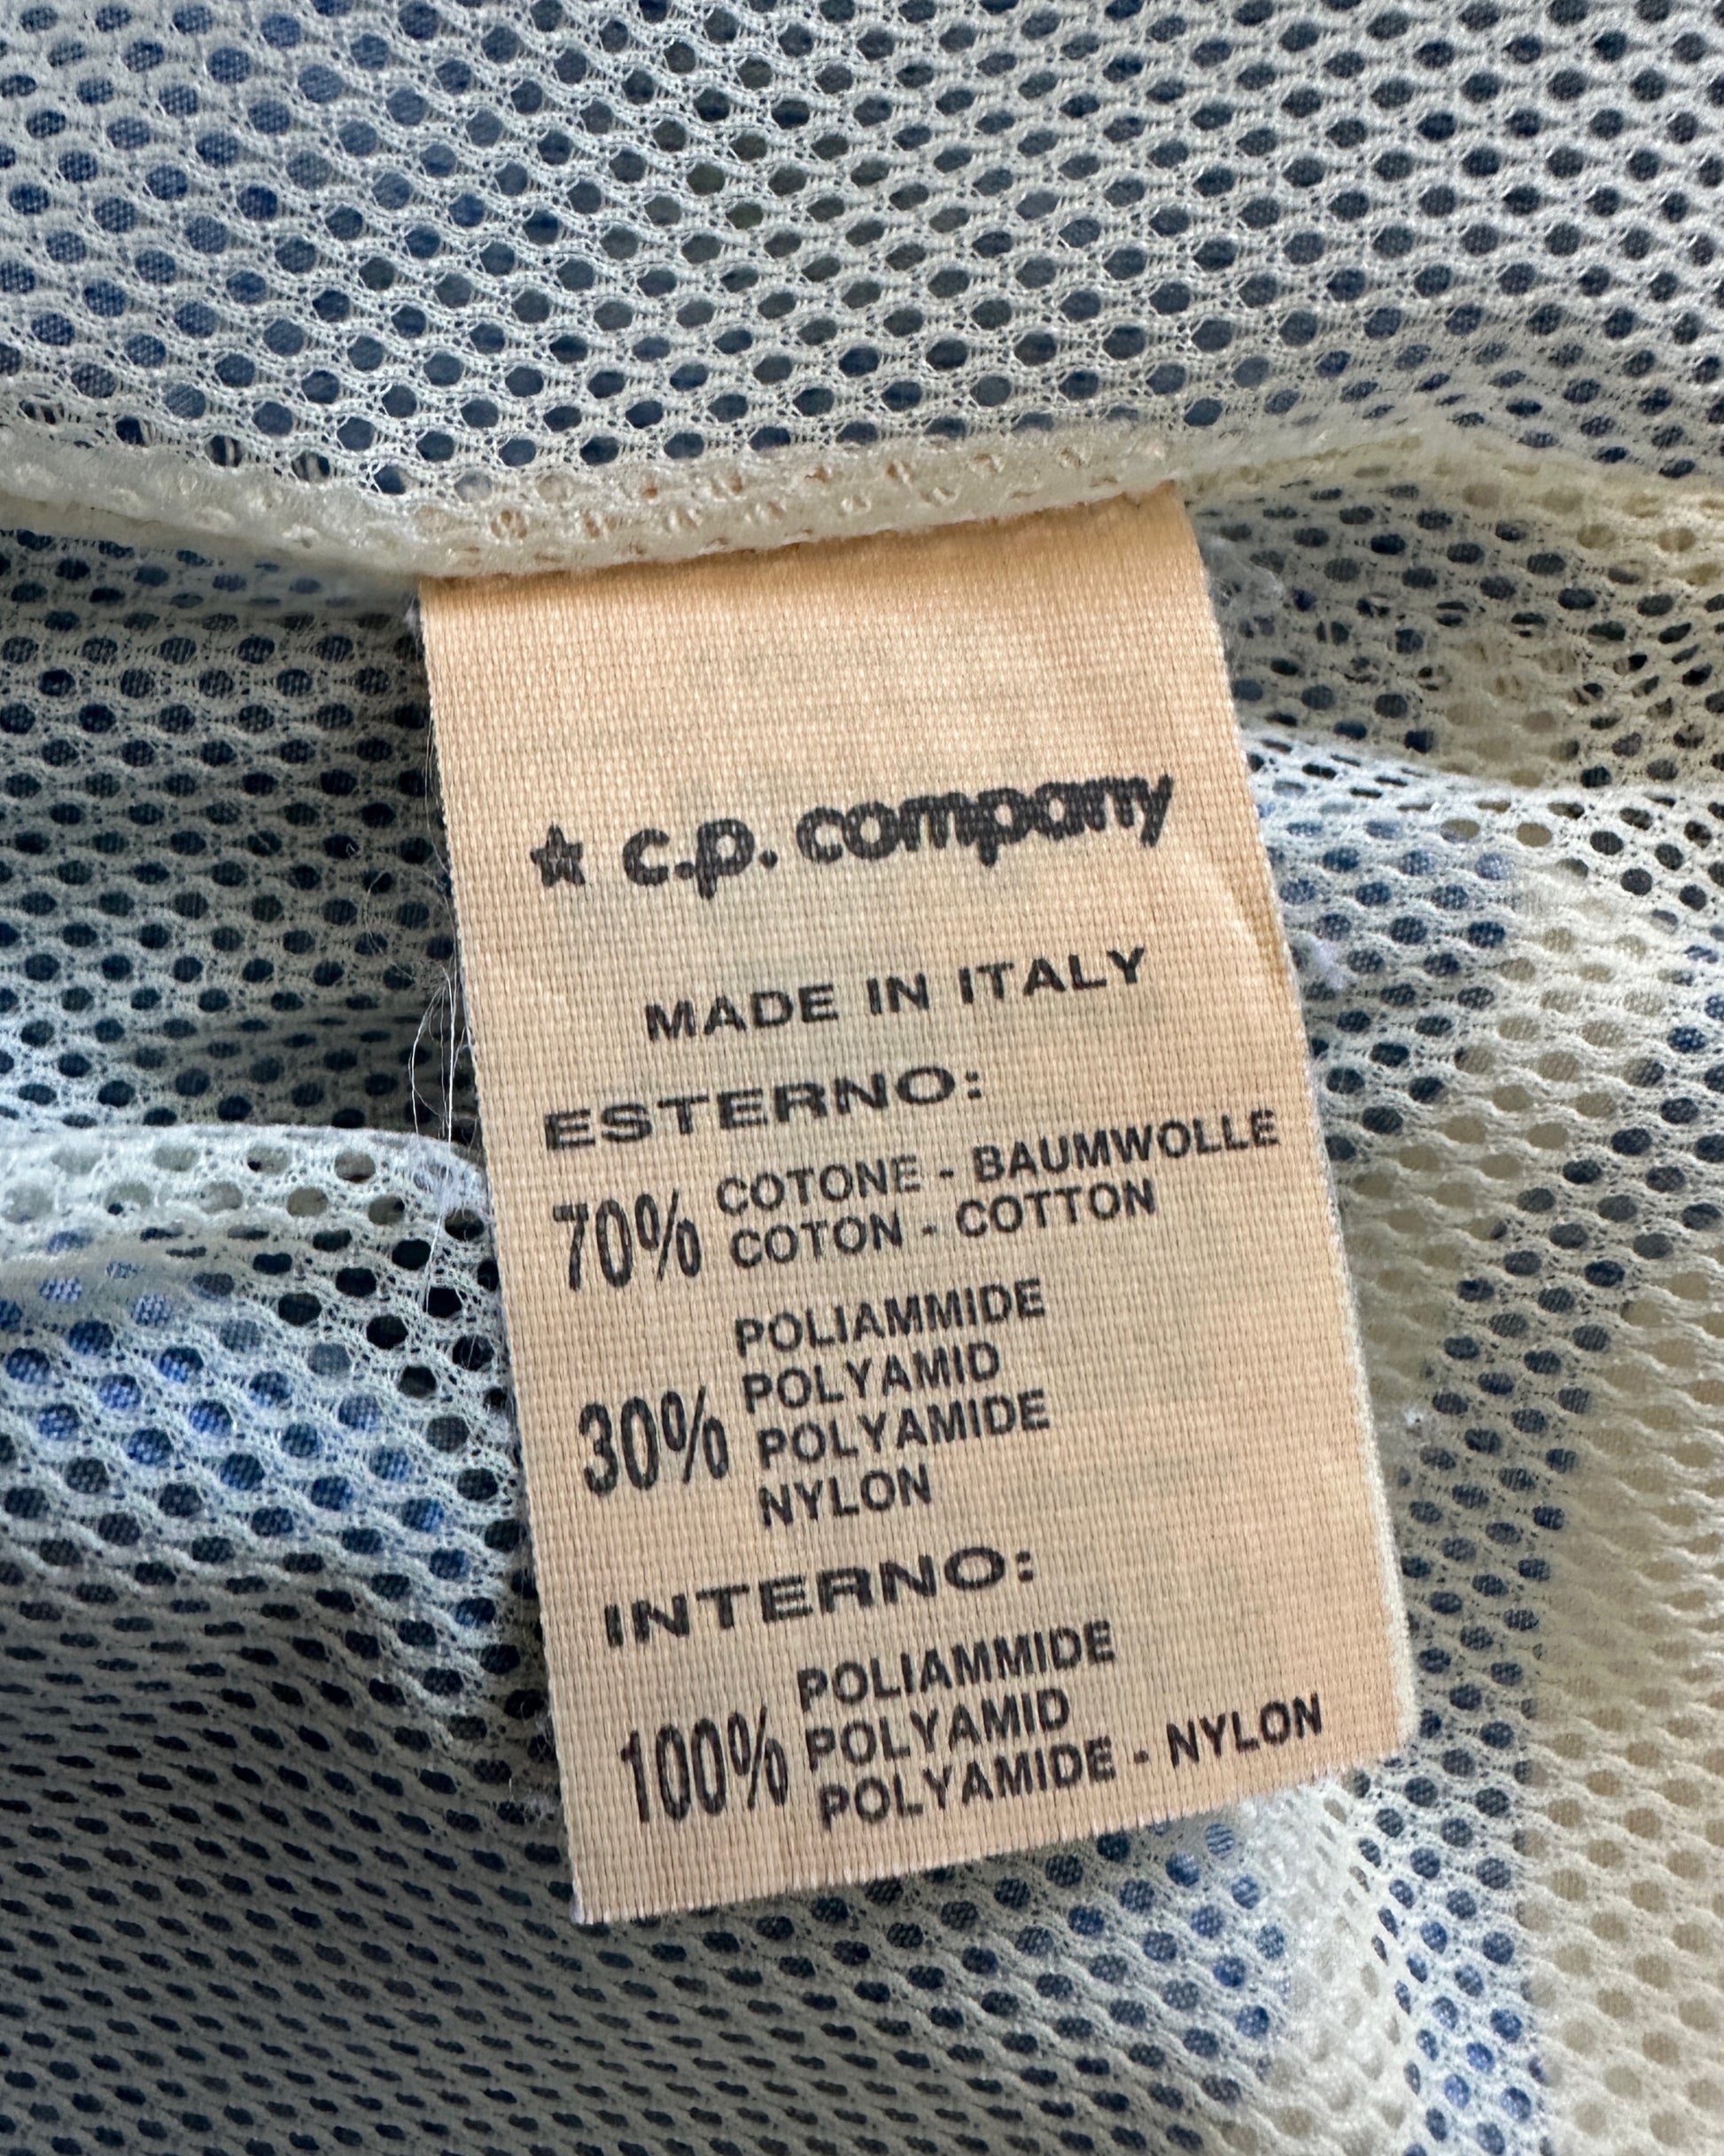 ★ c.p. company
MADE IN ITALY
ESTERNO:
70% COTONE - BAUMWOLLE
COTON - COTTON
POLIAMMIDE
POLYAMID
30% POLYAMIDE
NYLON
INTERNO:
POLIAMMIDE
100% POLYAMID
POLYAMIDE - NYLON